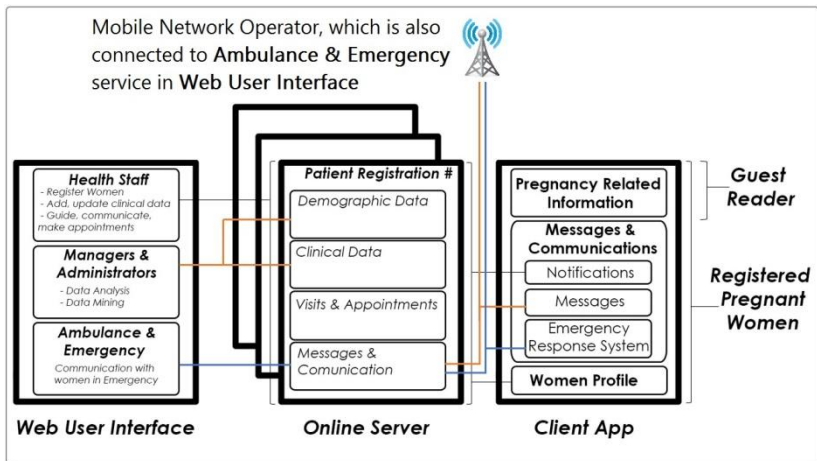 Mobile Network Operator, which is also
connected to Ambulance & Emergency
service in Web User Interface
Health Staff
- Register Women
- Add, update clinical data
- Guide, communicate,
make appointments
Managers &
Administrators
- Data Analysis
- Data Mining
Ambulance &
Emergency
Communication with
women in Emergency
Web User Interface
Patient Registration #
Demographic Data
Clinical Data
Visits & Appointments
Messages &
Comunication
Online Server
Pregnancy Related
Information
Messages &
Communications
Notifications
Messages
Emergency
Response System
Women Profile
Client App
Guest
Reader
Registered
Pregnant
Women